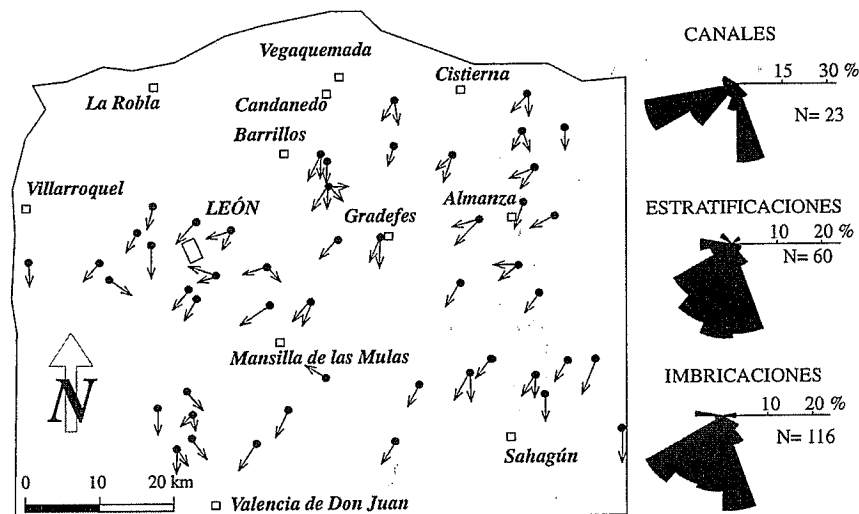 Vegaquemada
La Robla
Candanedo
Cistierna
Barrillos
Villarroquel
LEÓN
Gradefes
Almanza
Mansilla de las Mulas
N
Sahagún
0 10 20 km
Valencia de Don Juan
CANALES
15 30 %
N= 23
ESTRATIFICACIONES
10 20 %
N= 60
IMBRICACIONES
10 20 %
N= 116